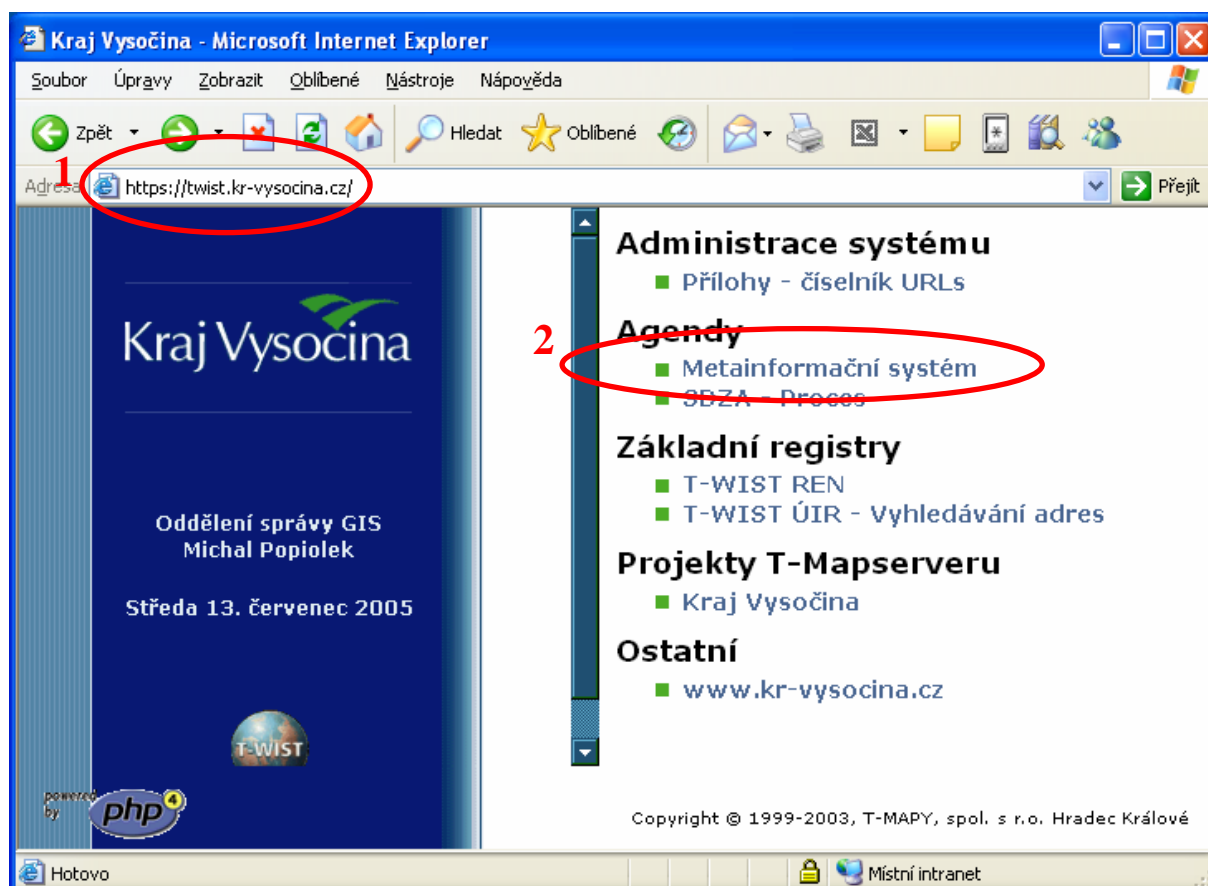 Kraj Vysočina - Microsoft Internet Explorer
Soubor Úpravy Zobrazit Oblíbené Nástroje Nápověda
Zpět Hledat Oblíbené
1
Adresa https://twist.kr-vysocina.cz/ Přejít
Kraj Vysočina
Oddělení správy GIS
Michal Popiolek
Středa 13. červenec 2005
T-WIST
powered
by
php4
Administrace systému
Přílohy - číselník URLs
2
Agendy
Metainformační systém
SDZA - Proces
Základní registry
T-WIST REN
T-WIST ÚIR - Vyhledávání adres
Projekty T-Mapserveru
Kraj Vysočina
Ostatní
www.kr-vysocina.cz
Copyright © 1999-2003, T-MAPY, spol. s r.o. Hradec Králové
Hotovo Místní intranet